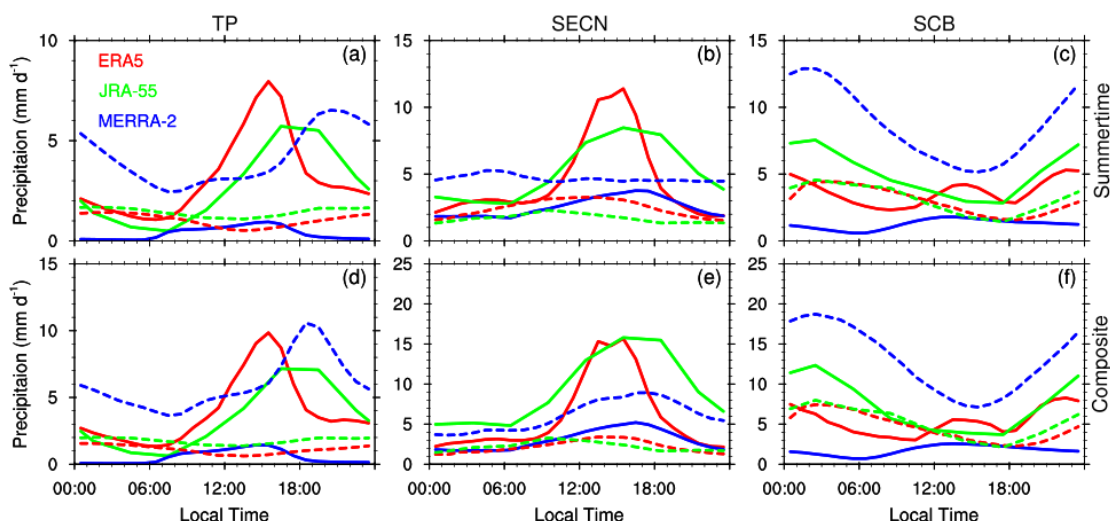 TP SECN SCB
10 (a) 15 (b) 15 (c)
ERA5
JRA-55
MERRA-2
5 10 10
5 5
0 0 0
Precipitaion (mm d⁻¹)
Summertime
15 (d) 25 (e) 25 (f)
20 20
10 15 15
5 10 10
5 5
0 0 0
Precipitaion (mm d⁻¹)
Composite
00:00 06:00 12:00 18:00 00:00 06:00 12:00 18:00 00:00 06:00 12:00 18:00
Local Time Local Time Local Time